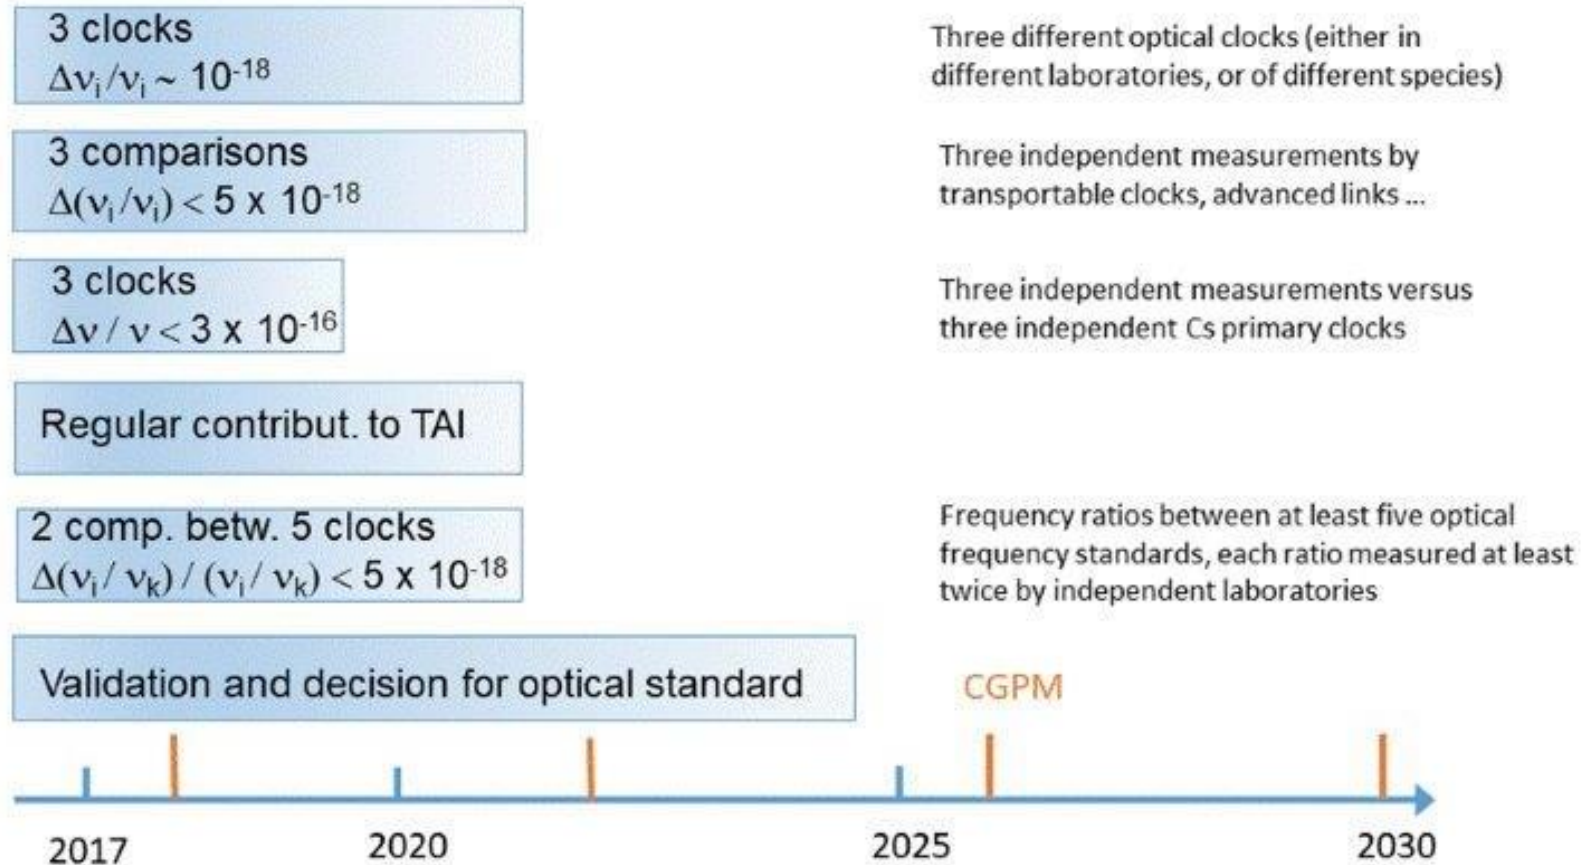 3 clocks
Δνᵢ/νᵢ ~ 10⁻¹⁸
Three different optical clocks (either in
different laboratories, or of different species)
3 comparisons
Δ(νᵢ/νᵢ) < 5 x 10⁻¹⁸
Three independent measurements by
transportable clocks, advanced links ...
3 clocks
Δν / ν < 3 x 10⁻¹⁶
Three independent measurements versus
three independent Cs primary clocks
Regular contribut. to TAI
2 comp. betw. 5 clocks
Δ(νᵢ / νₖ) / (νᵢ / νₖ) < 5 x 10⁻¹⁸
Frequency ratios between at least five optical
frequency standards, each ratio measured at least
twice by independent laboratories
Validation and decision for optical standard
CGPM
2017 2020 2025 2030